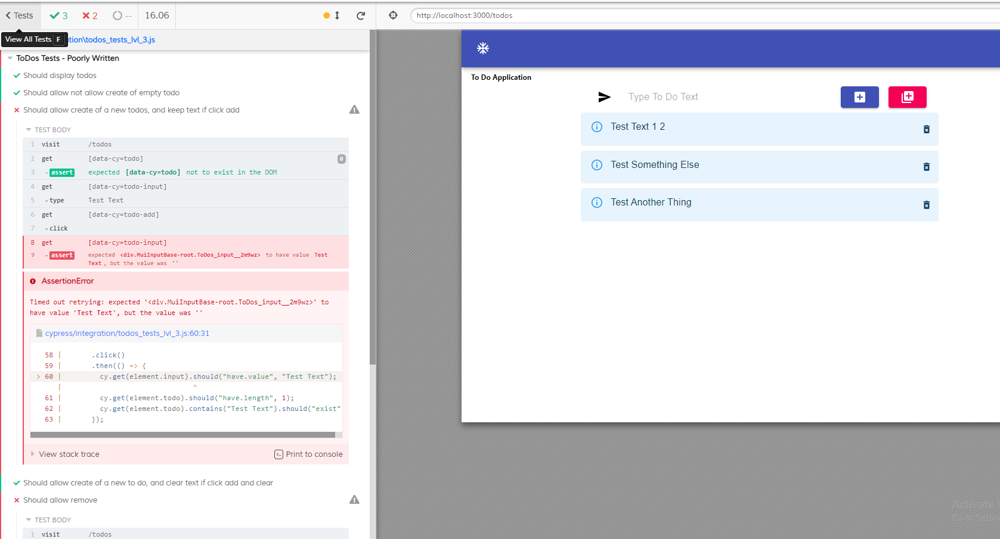 Tests
3
2
--
16.06
http://localhost:3000/todos
View All Tests F
tion\todos_tests_lvl_3.js
ToDos Tests - Poorly Written
Should display todos
Should allow not allow create of empty todo
Should allow create of a new todos, and keep text if click add
TEST BODY
1 visit /todos
2 get [data-cy=todo] 0
3 -assert expected [data-cy=todo] not to exist in the DOM
4 get [data-cy=todo-input]
5 -type Test Text
6 get [data-cy=todo-add]
7 -click
8 get [data-cy=todo-input]
9 -assert expected <div.MuiInputBase-root.ToDos_input__2m9wz> to have value Test
Text, but the value was ''
AssertionError
Timed out retrying: expected '<div.MuiInputBase-root.ToDos_input__2m9wz>' to
have value 'Test Text', but the value was ''
cypress/integration/todos_tests_lvl_3.js:60:31
58 | .click()
59 | .then(() => {
> 60 | cy.get(element.input).should("have.value", "Test Text");
| ^
61 | cy.get(element.todo).should("have.length", 1);
62 | cy.get(element.todo).contains("Test Text").should("exist"
63 | });
View stack trace
Print to console
Should allow create of a new to do, and clear text if click add and clear
Should allow remove
TEST BODY
1 visit /todos
To Do Application
Type To Do Text
Test Text 1 2
Test Something Else
Test Another Thing
Activate
Go to Settin